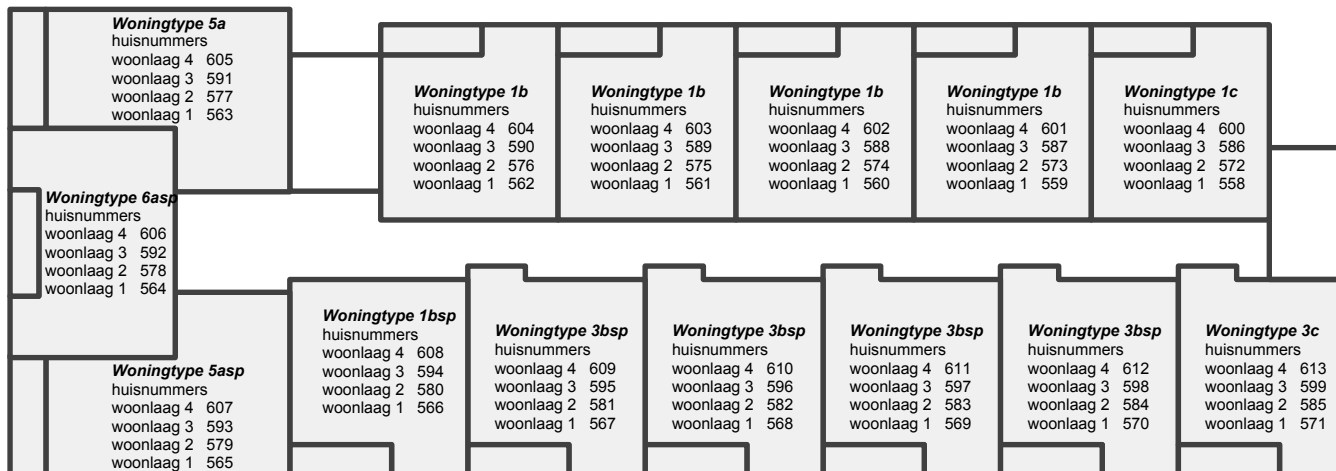 Woningtype 5a
huisnummers
woonlaag 4 605
woonlaag 3 591
woonlaag 2 577
woonlaag 1 563
Woningtype 1b
huisnummers
woonlaag 4 604
woonlaag 3 590
woonlaag 2 576
woonlaag 1 562
Woningtype 1b
huisnummers
woonlaag 4 603
woonlaag 3 589
woonlaag 2 575
woonlaag 1 561
Woningtype 1b
huisnummers
woonlaag 4 602
woonlaag 3 588
woonlaag 2 574
woonlaag 1 560
Woningtype 1b
huisnummers
woonlaag 4 601
woonlaag 3 587
woonlaag 2 573
woonlaag 1 559
Woningtype 1c
huisnummers
woonlaag 4 600
woonlaag 3 586
woonlaag 2 572
woonlaag 1 558
Woningtype 6asp
huisnummers
woonlaag 4 606
woonlaag 3 592
woonlaag 2 578
woonlaag 1 564
Woningtype 5asp
huisnummers
woonlaag 4 607
woonlaag 3 593
woonlaag 2 579
woonlaag 1 565
Woningtype 1bsp
huisnummers
woonlaag 4 608
woonlaag 3 594
woonlaag 2 580
woonlaag 1 566
Woningtype 3bsp
huisnummers
woonlaag 4 609
woonlaag 3 595
woonlaag 2 581
woonlaag 1 567
Woningtype 3bsp
huisnummers
woonlaag 4 610
woonlaag 3 596
woonlaag 2 582
woonlaag 1 568
Woningtype 3bsp
huisnummers
woonlaag 4 611
woonlaag 3 597
woonlaag 2 583
woonlaag 1 569
Woningtype 3bsp
huisnummers
woonlaag 4 612
woonlaag 3 598
woonlaag 2 584
woonlaag 1 570
Woningtype 3c
huisnummers
woonlaag 4 613
woonlaag 3 599
woonlaag 2 585
woonlaag 1 571